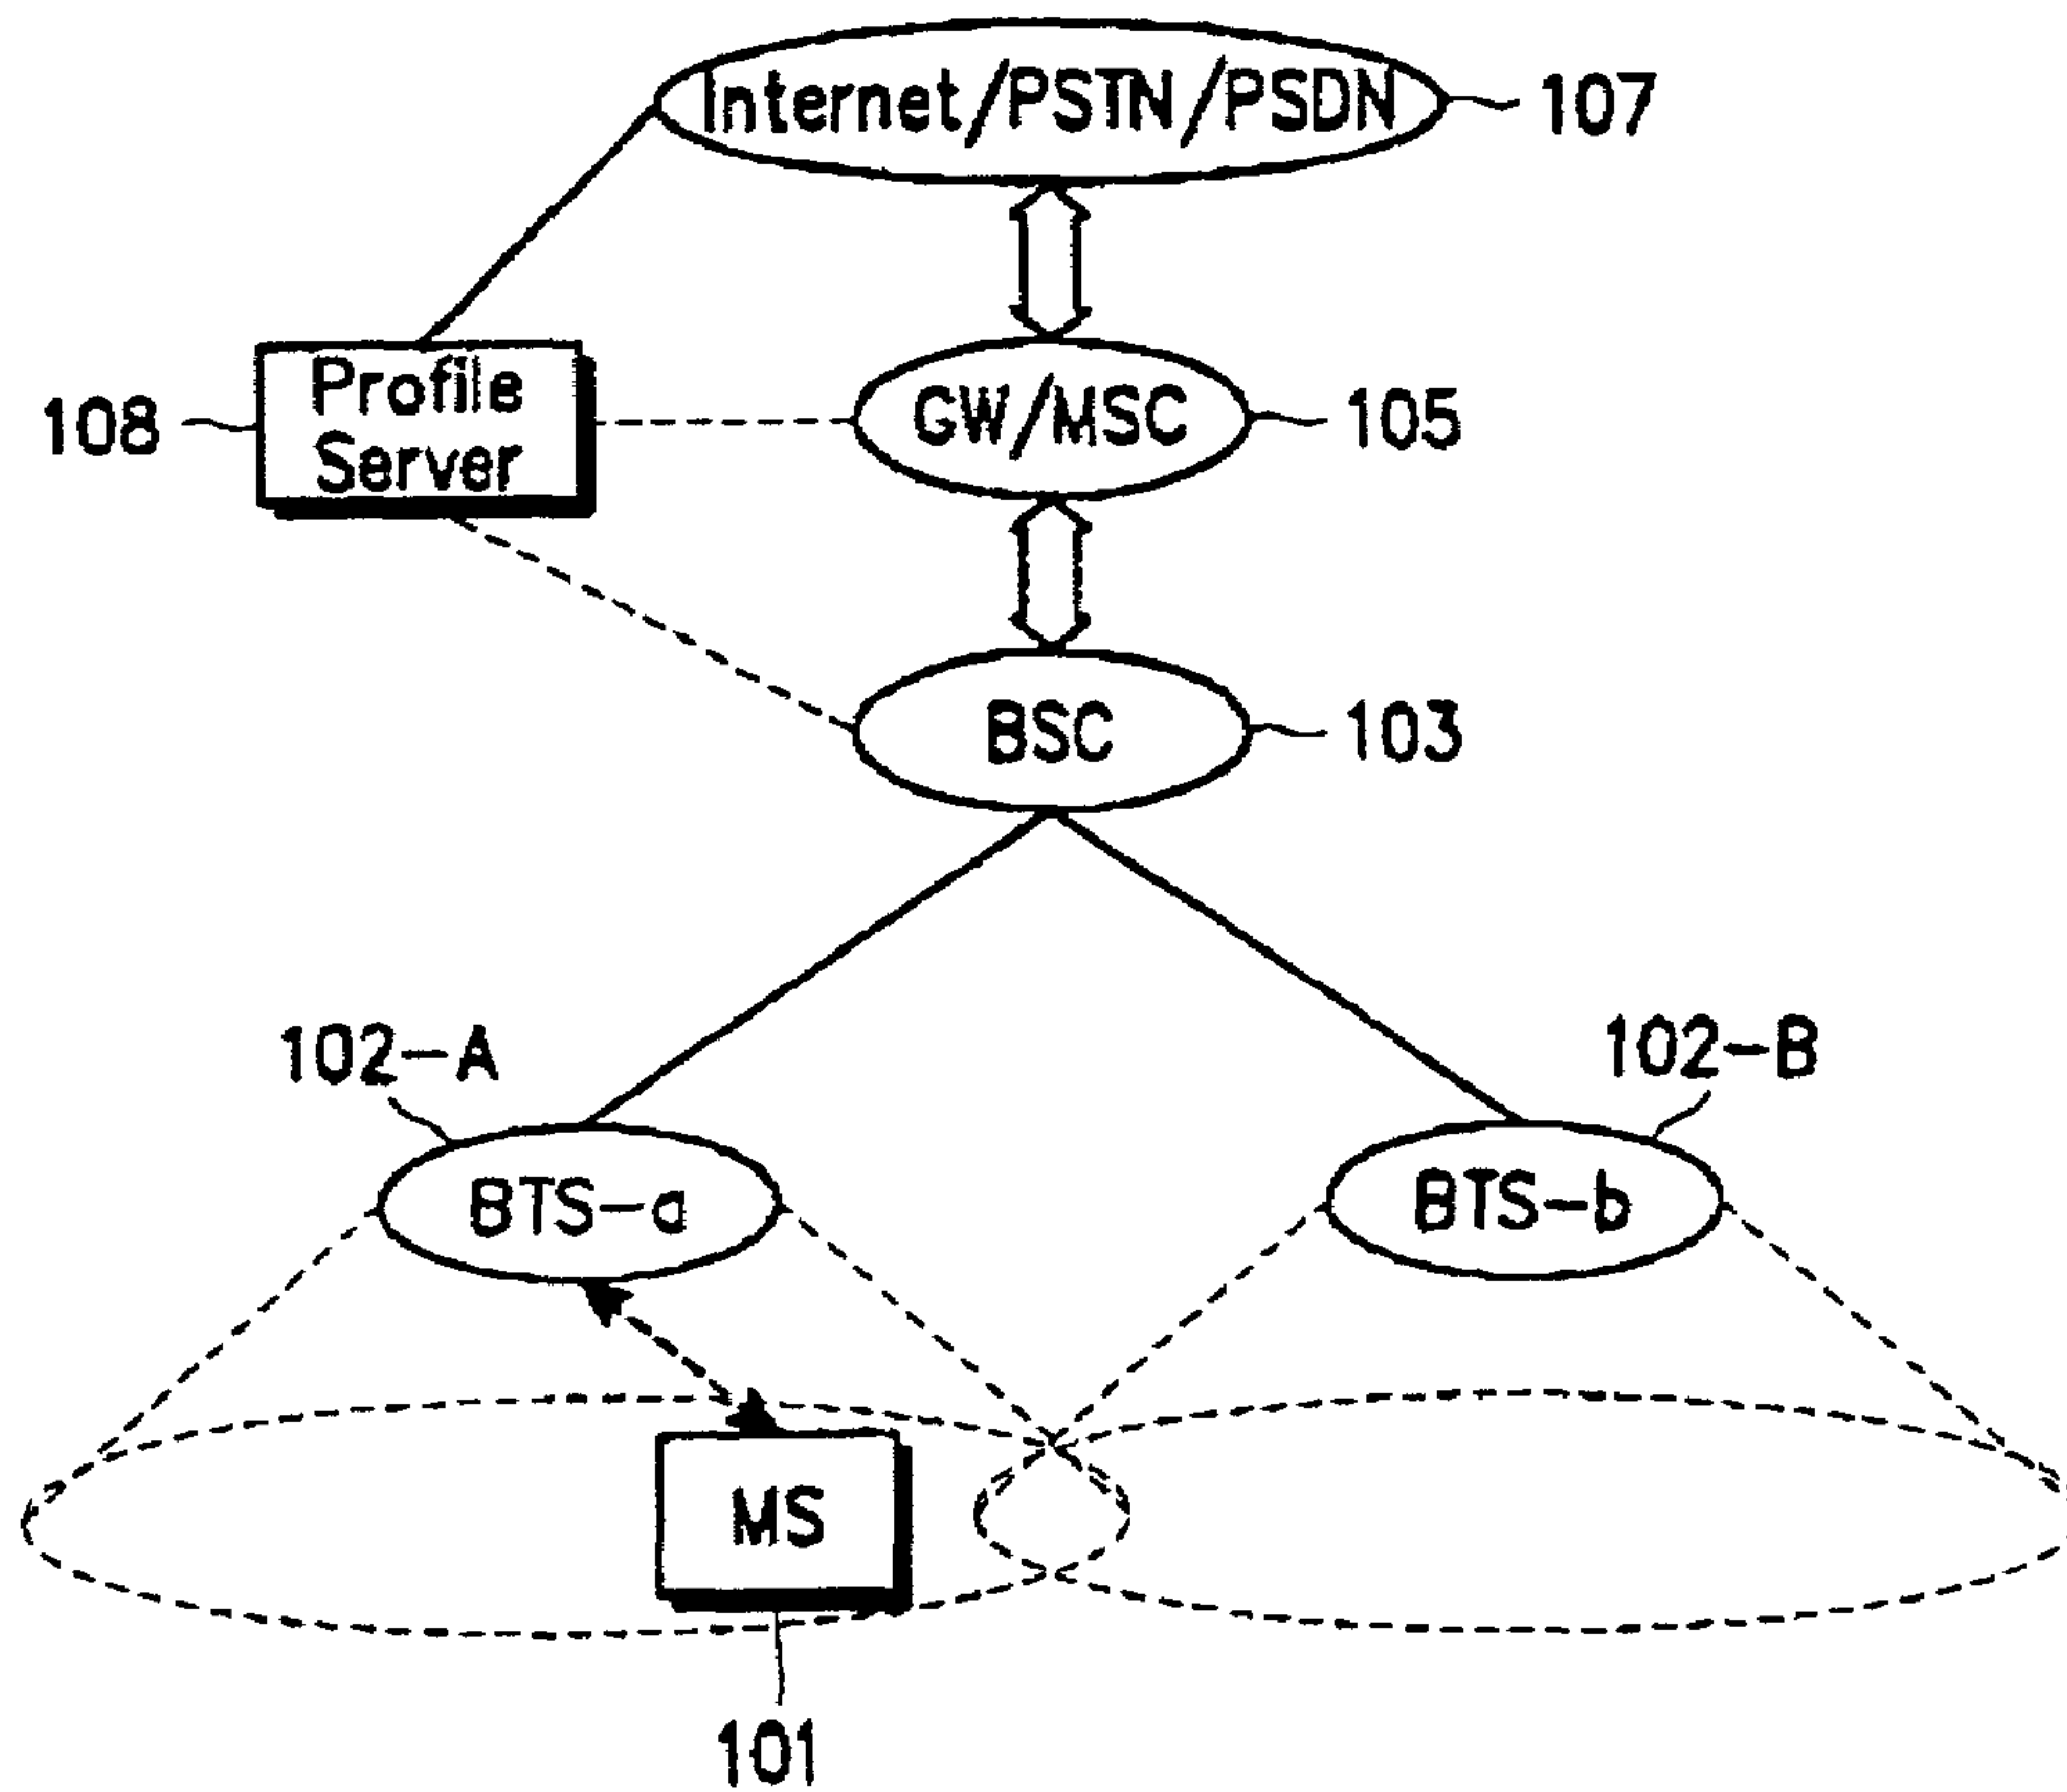 Internet/PSTN/PSDN
107
Profile
Server
108
GW/MSC
105
BSC
103
102-A
102-B
BTS-a
BTS-b
MS
101